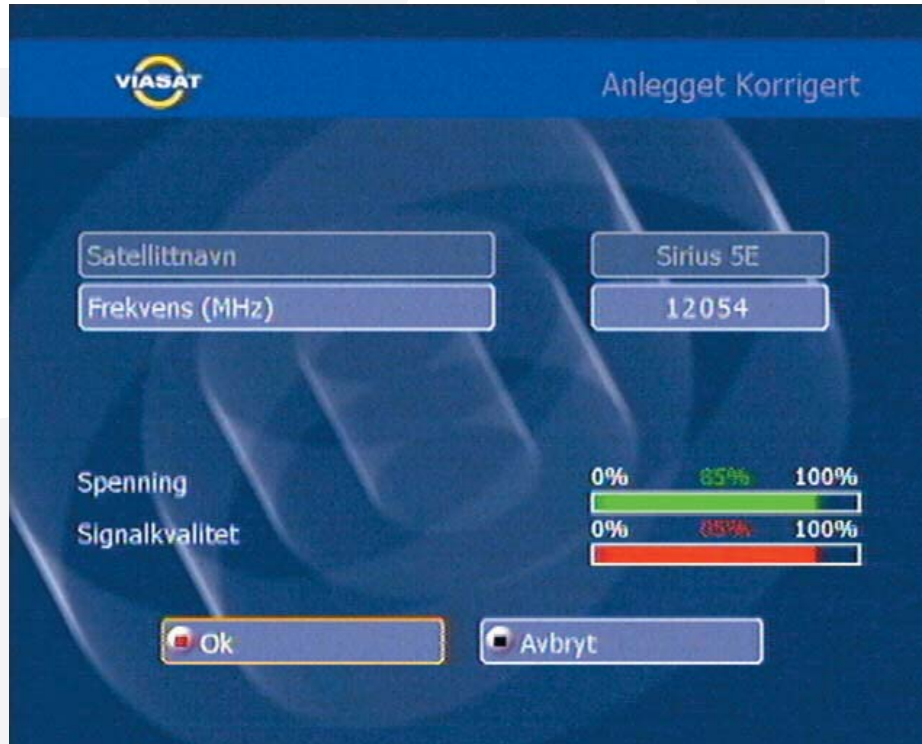 VIASAT
Anlegget Korrigert
Satellittnavn
Sirius 5E
Frekvens (MHz)
12054
Spenning
0% 85% 100%
Signalkvalitet
0% 85% 100%
Ok
Avbryt